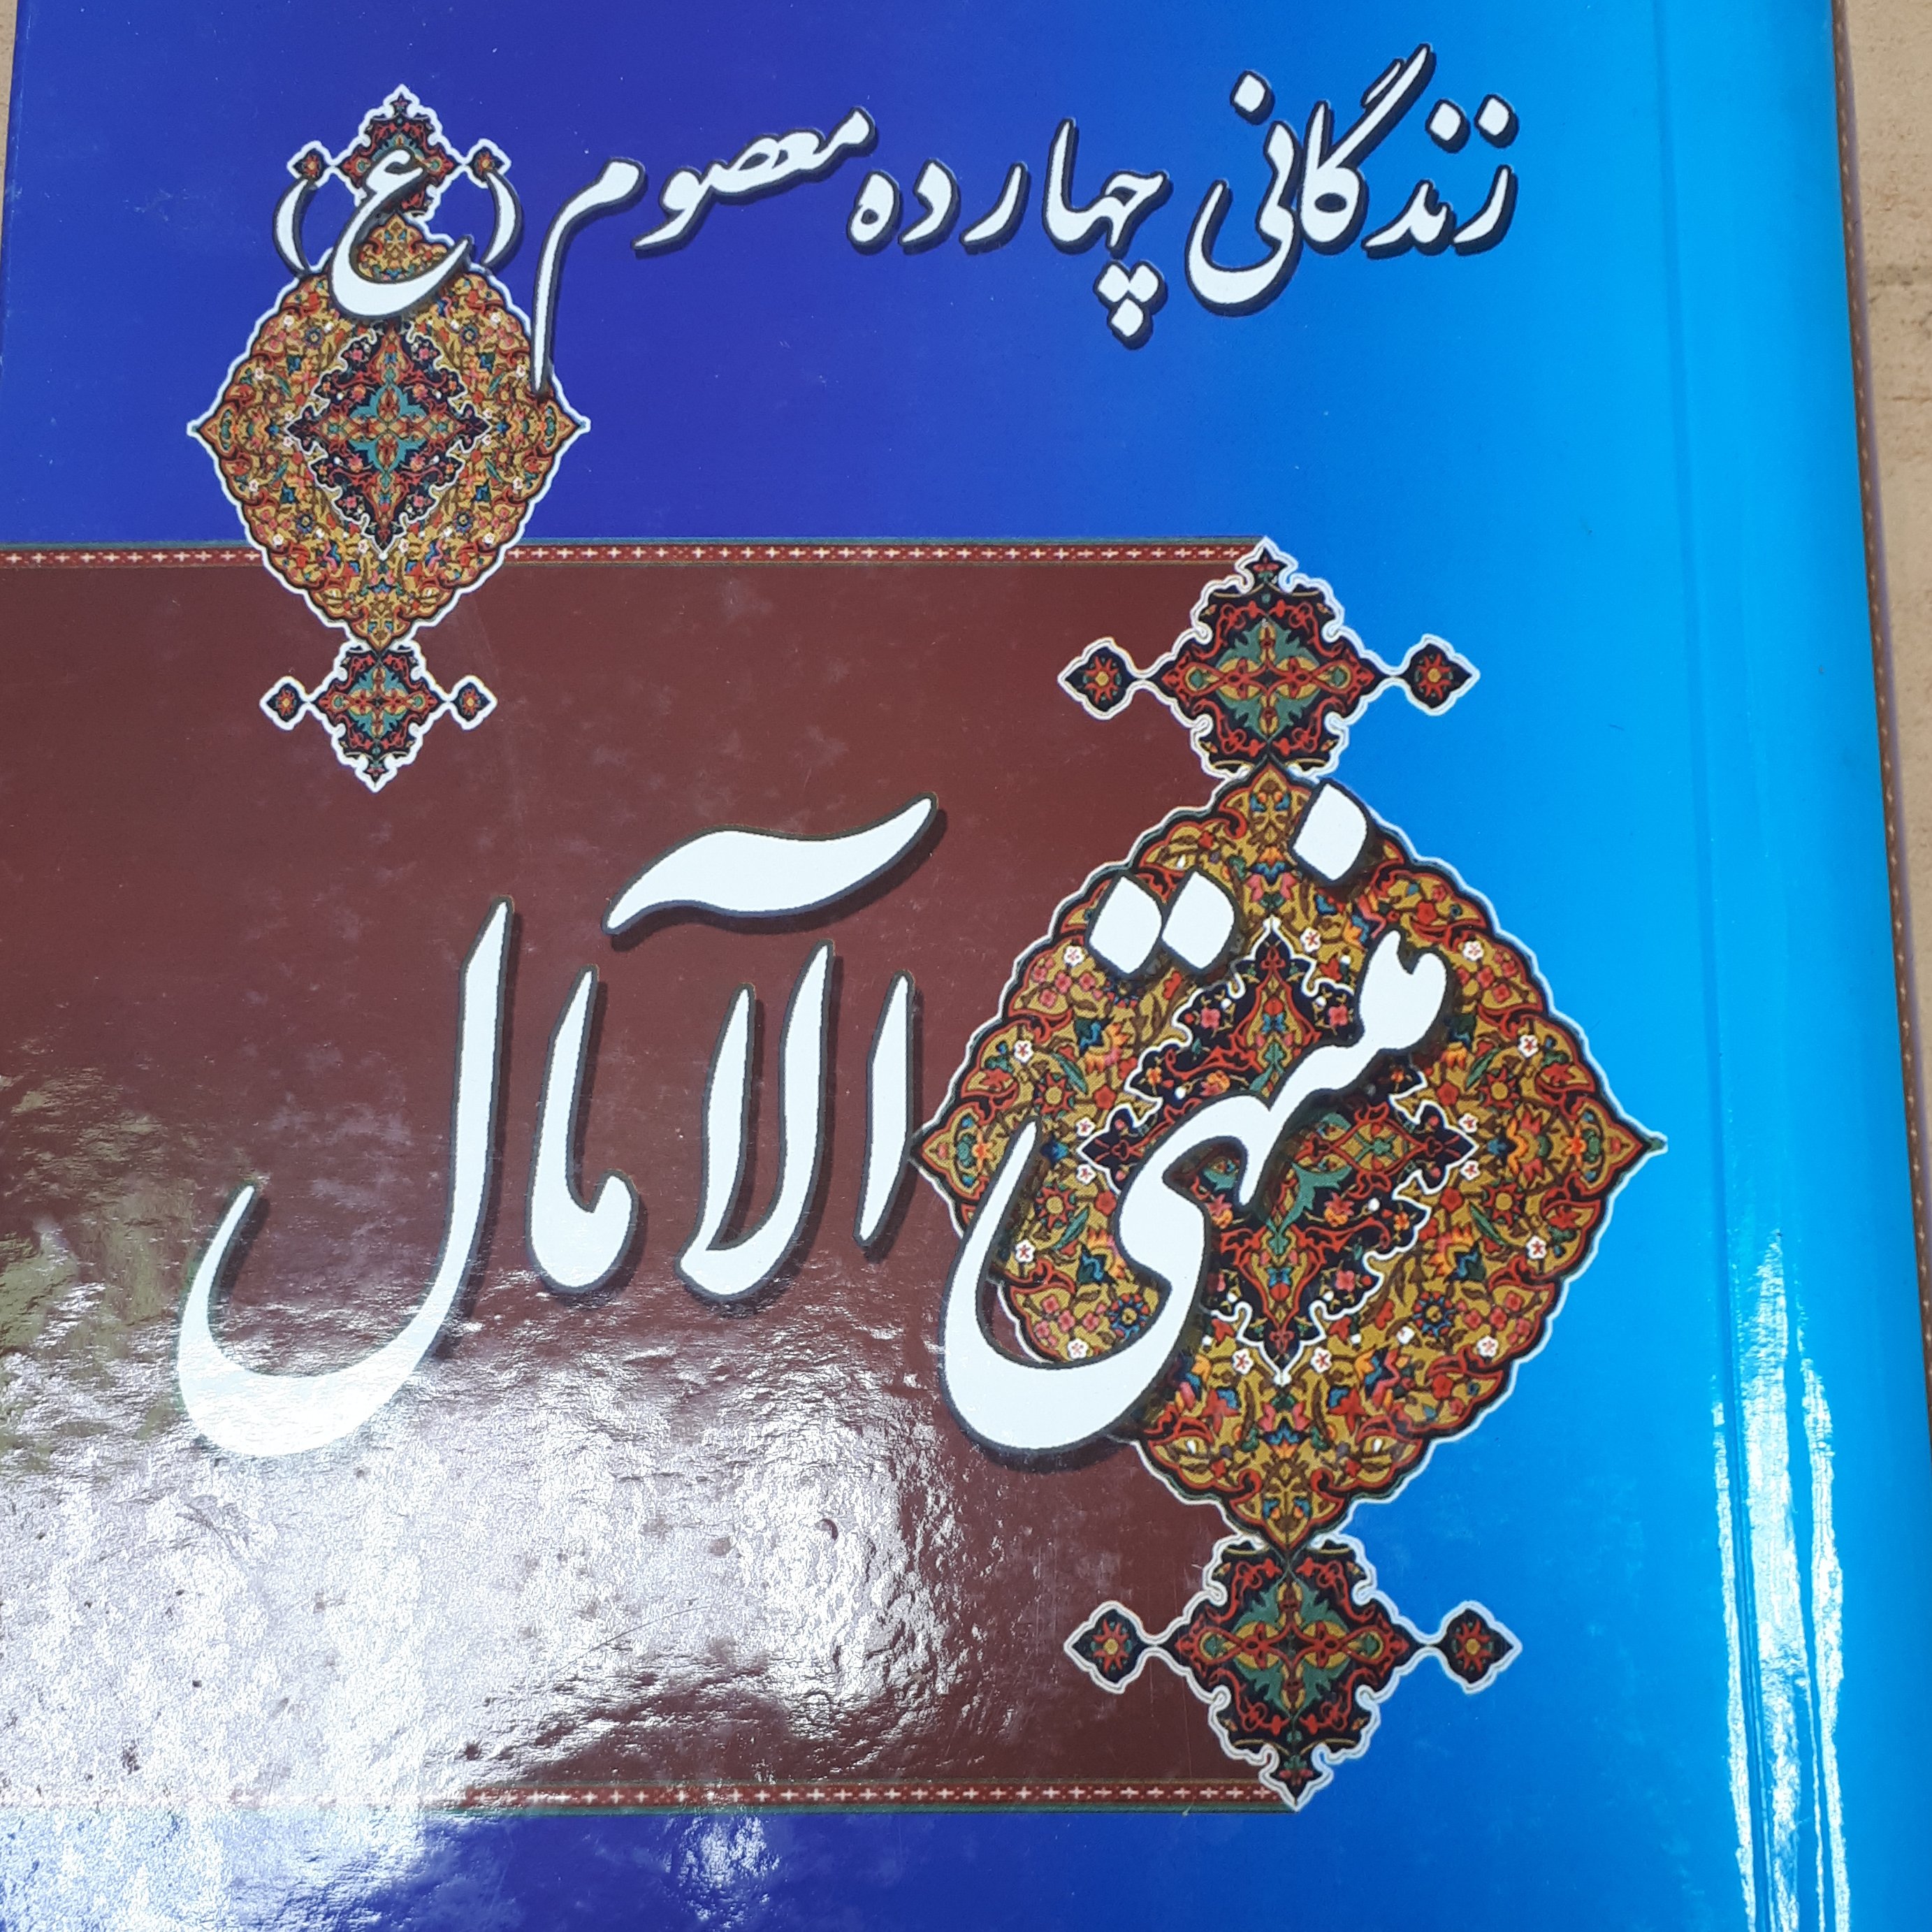 زندگانی چهارده معصوم (ع)
منتهی الآمال